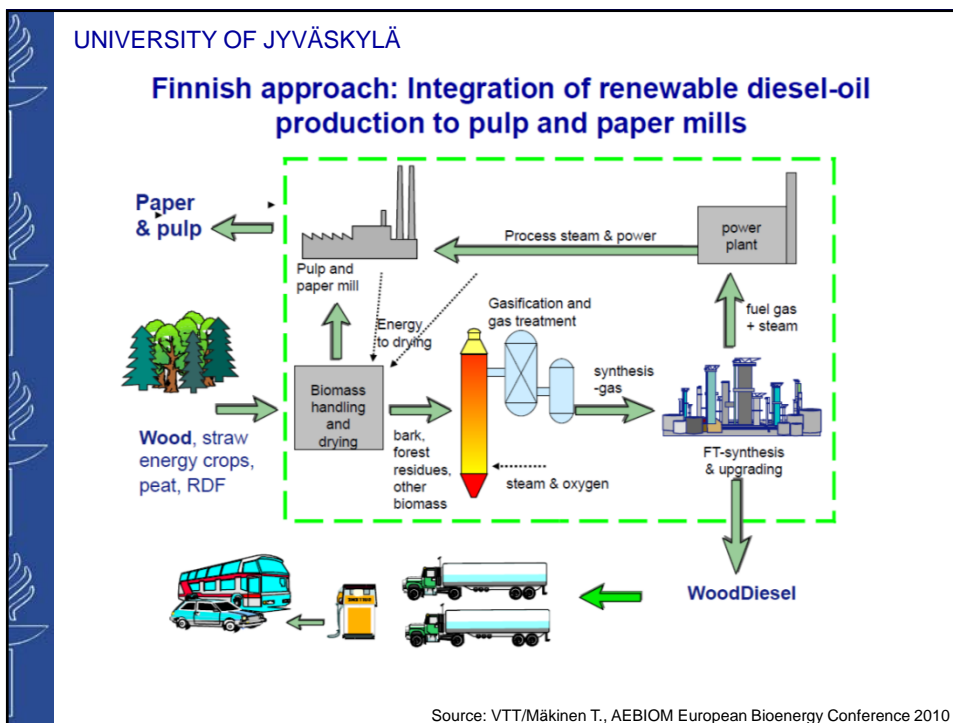 UNIVERSITY OF JYVÄSKYLÄ
Finnish approach: Integration of renewable diesel-oil
production to pulp and paper mills
Paper
& pulp
Pulp and
paper mill
Process steam & power
power
plant
Energy
to drying
Gasification and
gas treatment
fuel gas
+ steam
Biomass
handling
and
drying
synthesis
-gas
Wood, straw
energy crops,
peat, RDF
bark,
forest
residues,
other
biomass
steam & oxygen
FT-synthesis
& upgrading
WoodDiesel
Source: VTT/Mäkinen T., AEBIOM European Bioenergy Conference 2010